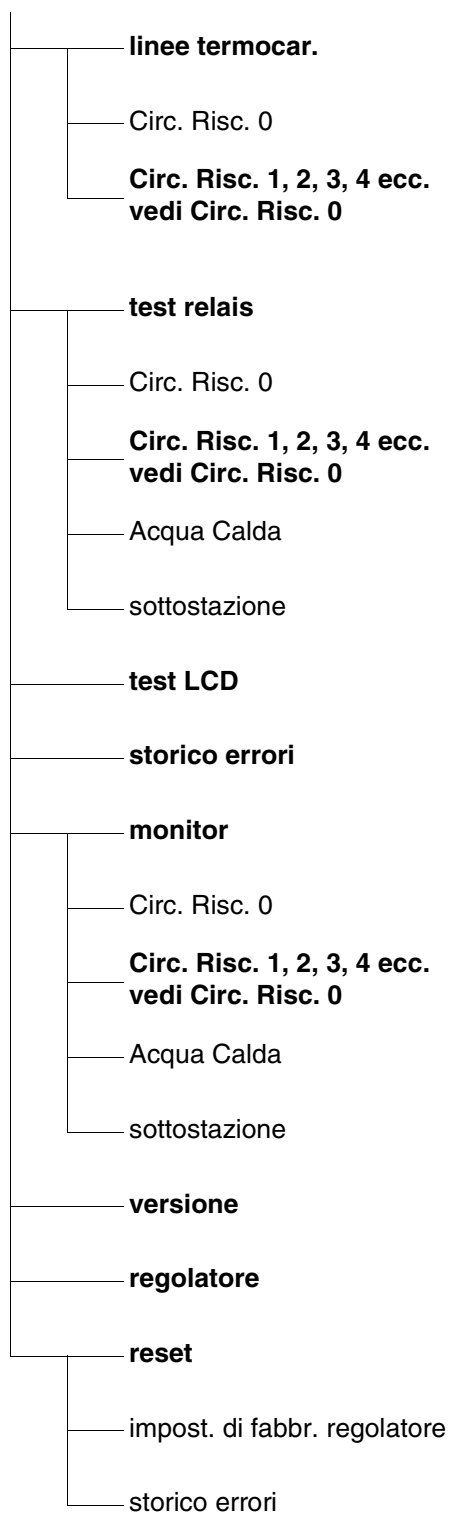 linee termocar.
Circ. Risc. 0
Circ. Risc. 1, 2, 3, 4 ecc.
vedi Circ. Risc. 0
test relais
Circ. Risc. 0
Circ. Risc. 1, 2, 3, 4 ecc.
vedi Circ. Risc. 0
Acqua Calda
sottostazione
test LCD
storico errori
monitor
Circ. Risc. 0
Circ. Risc. 1, 2, 3, 4 ecc.
vedi Circ. Risc. 0
Acqua Calda
sottostazione
versione
regolatore
reset
impost. di fabbr. regolatore
storico errori